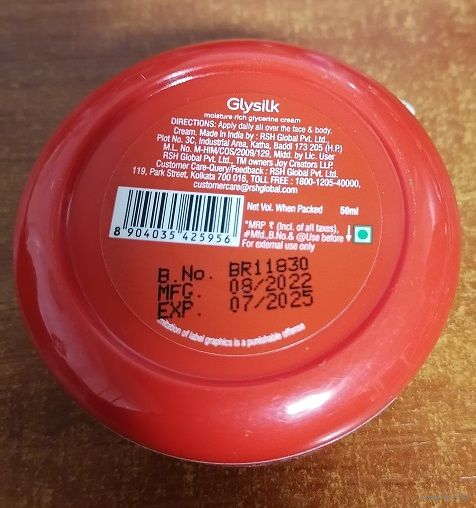 Glysilk
moisture rich glycerine cream
DIRECTIONS: Apply daily all over the face & body.
Cream. Made in India by : RSH Global Pvt. Ltd.,
Plot No. 3C, Industrial Area, Katha, Baddi 173 205 (H.P.)
M.L. No. M-HIM/COS/2009/129, Mktd. by Lic. User
RSH Global Pvt. Ltd., TM owners Joy Creators LLP.
Customer Care-Query/Feedback : RSH Global Pvt. Ltd.
119, Park Street, Kolkata 700 016, TOLL FREE : 1800-1205-40000,
customercare@rshglobal.com
Net Vol. When Packed 50ml
*MRP ₹ (incl. of all taxes),
#Mfd.,B.No.& @Use before
For external use only
8 904035 425956
B.No. BR11830
MFG. 08/2022
EXP. 07/2025
Imitation of label graphics is a punishable offense